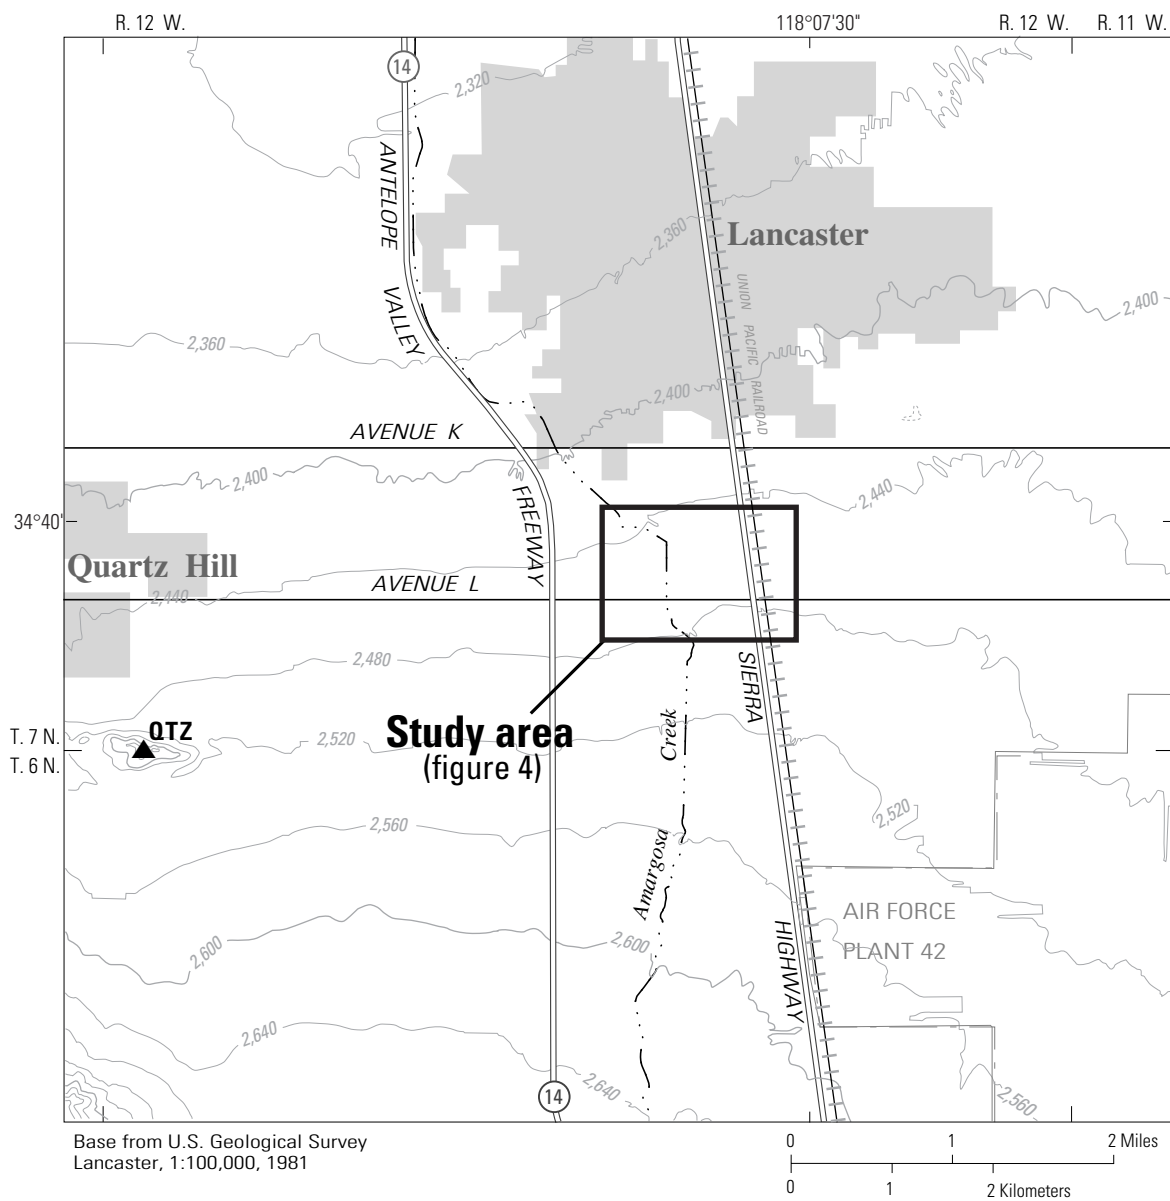 R. 12 W.
118°07'30"
R. 12 W.
R. 11 W.
14
2,320
ANTELOPE
2,360
Lancaster
UNION PACIFIC RAILROAD
VALLEY
2,400
2,360
2,400
AVENUE K
2,400
2,440
FREEWAY
34°40'
Quartz Hill
AVENUE L
2,440
2,480
SIERRA
QTZ
T. 7 N.
T. 6 N.
2,520
Study area
(figure 4)
Creek
2,520
2,560
Amargosa
AIR FORCE
PLANT 42
HIGHWAY
2,600
2,600
2,640
2,640
2,560
14
Base from U.S. Geological Survey
Lancaster, 1:100,000, 1981
0 1 2 Miles
0 1 2 Kilometers